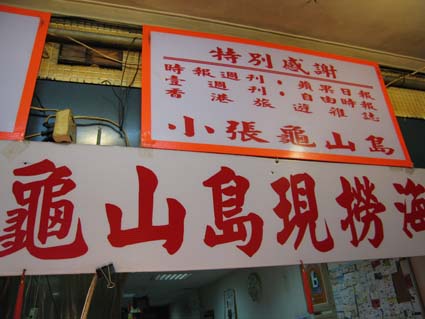 特別感謝
時報週刊．蘋果日報
壹週刊．自由時報
香港旅遊雜誌
小張龜山島
龜山島現撈海